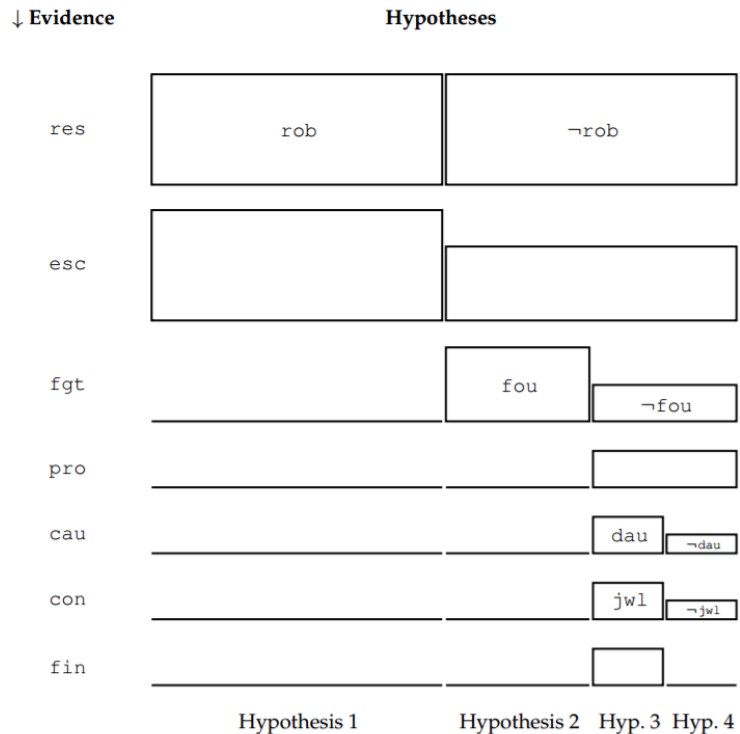 ↓ Evidence Hypotheses
res rob ¬rob
esc
fgt fou ¬fou
pro
cau dau ¬dau
con jwl ¬jwl
fin
Hypothesis 1 Hypothesis 2 Hyp. 3 Hyp. 4